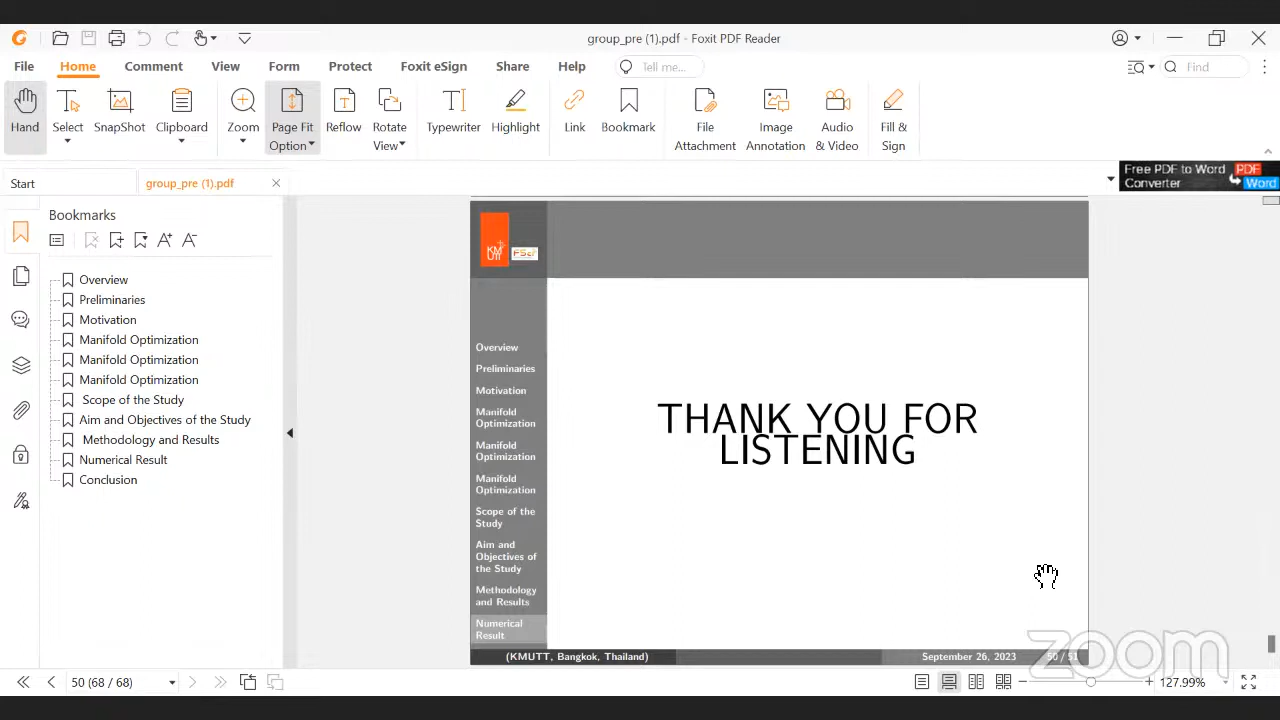 group_pre (1).pdf - Foxit PDF Reader
File Home Comment View Form Protect Foxit eSign Share Help Tell me... Find
Hand Select SnapShot Clipboard Zoom Page Fit Option Reflow Rotate View Typewriter Highlight Link Bookmark File Attachment Image Annotation Audio & Video Fill & Sign
Start group_pre (1).pdf
Free PDF to Word Converter PDF Word
Bookmarks
Overview
Preliminaries
Motivation
Manifold Optimization
Manifold Optimization
Manifold Optimization
Scope of the Study
Aim and Objectives of the Study
Methodology and Results
Numerical Result
Conclusion
Overview
Preliminaries
Motivation
Manifold
Optimization
Manifold
Optimization
Manifold
Optimization
Scope of the
Study
Aim and
Objectives of
the Study
Methodology
and Results
Numerical
Result
THANK YOU FOR
LISTENING
(KMUTT, Bangkok, Thailand) September 26, 2023 50 / 51
zoom
50 (68 / 68) 127.99%